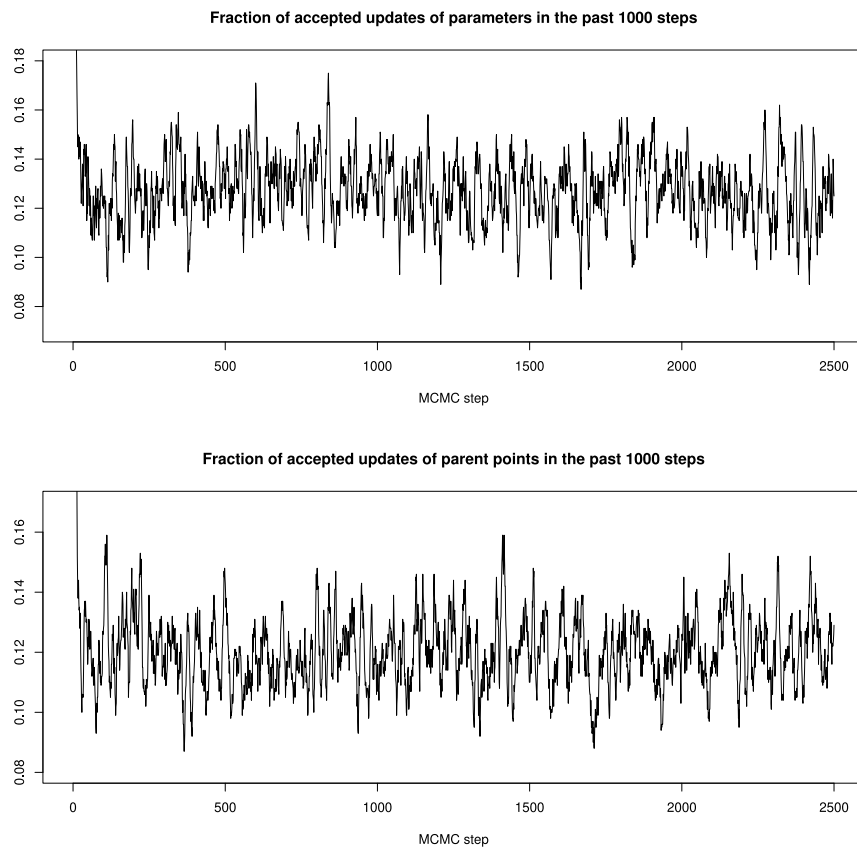 Fraction of accepted updates of parameters in the past 1000 steps
0.18
0.16
0.14
0.12
0.10
0.08
0 500 1000 1500 2000 2500
MCMC step
Fraction of accepted updates of parent points in the past 1000 steps
0.16
0.14
0.12
0.10
0.08
0 500 1000 1500 2000 2500
MCMC step